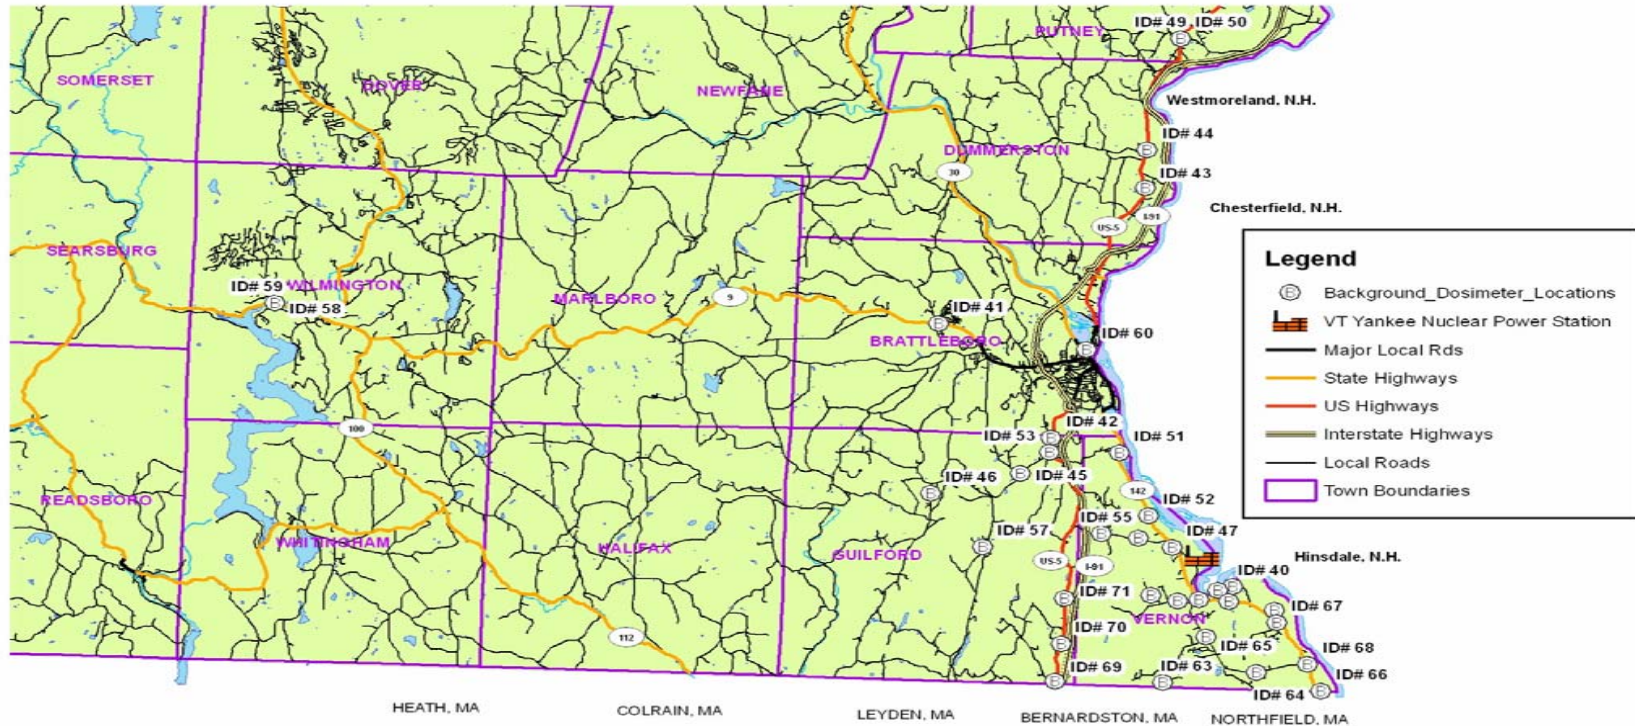 ID# 49 ID# 50
PUTNEY
SOMERSET
DOVER
NEWFANE
Westmoreland, N.H.
ID# 44
DUMMERSTON
30
ID# 43
Chesterfield, N.H.
I-91
US-5
SEARSBURG
ID# 59
WILMINGTON
ID# 58
MARLBORO
9
ID# 41
BRATTLEBORO
ID# 60
Legend
B Background_Dosimeter_Locations
VT Yankee Nuclear Power Station
Major Local Rds
State Highways
US Highways
Interstate Highways
Local Roads
Town Boundaries
100
ID# 42
ID# 53
ID# 51
ID# 46
ID# 45
142
ID# 52
READSBORO
ID# 57
ID# 55
ID# 47
WHITINGHAM
HALIFAX
GUILFORD
US-5
I-91
Hinsdale, N.H.
ID# 40
ID# 71
VERNON
ID# 67
112
ID# 70
ID# 65
ID# 68
ID# 69
ID# 63
ID# 66
ID# 64
HEATH, MA
COLRAIN, MA
LEYDEN, MA
BERNARDSTON, MA
NORTHFIELD, MA